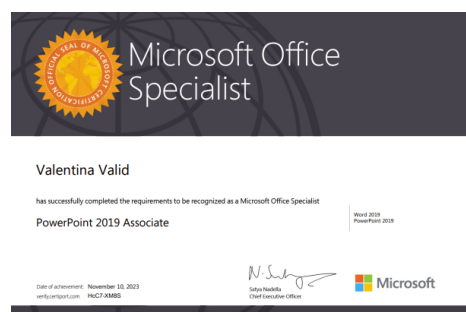 OFFICIAL SEAL OF MICROSOFT CERTIFICATION
Microsoft Office
Specialist
Valentina Valid
has successfully completed the requirements to be recognized as a Microsoft Office Specialist
PowerPoint 2019 Associate
Word 2019
PowerPoint 2019
Date of achievement: November 10, 2023
verify.certiport.com HcC7-XM8S
Satya Nadella
Chief Executive Officer
Microsoft